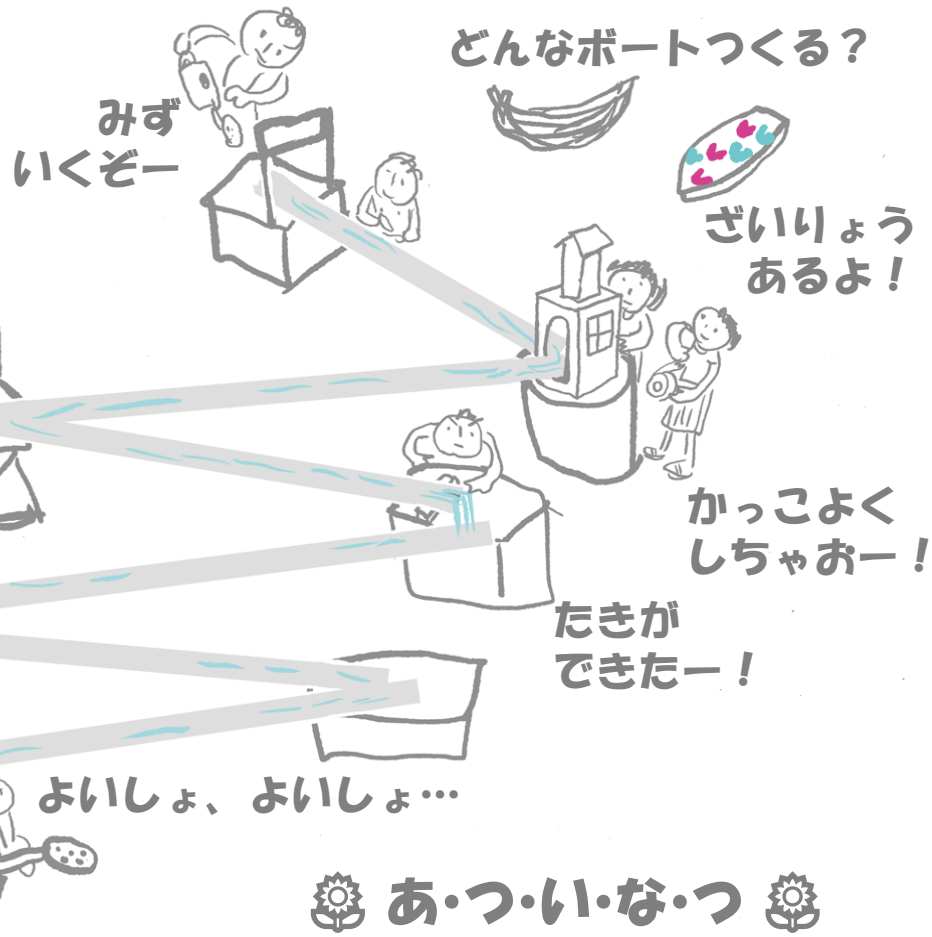 どんなボートつくる？
みず
いくぞー
ざいりょう
あるよ！
かっこよく
しちゃおー！
たきが
できたー！
よいしょ、よいしょ…
あ・つ・い・な・つ